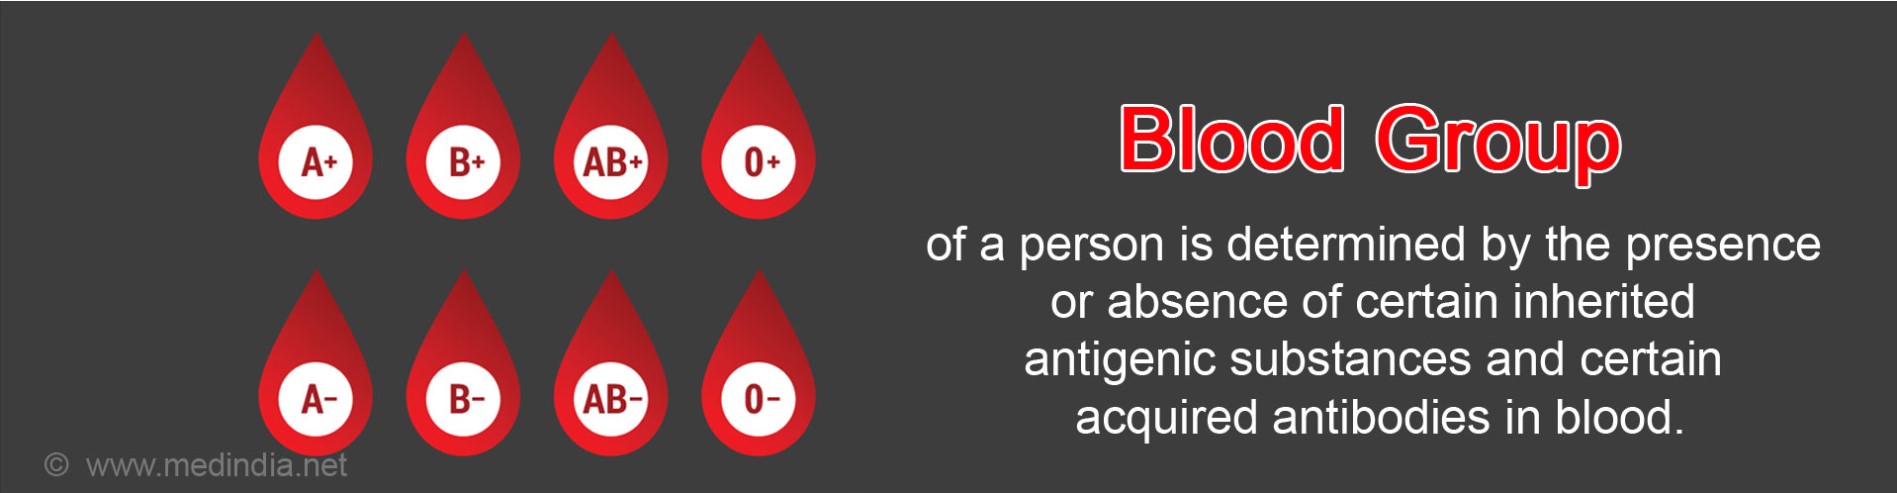 A+ B+ AB+ O+
Blood Group
of a person is determined by the presence
or absence of certain inherited
antigenic substances and certain
acquired antibodies in blood.
A- B- AB- O-
© www.medindia.net